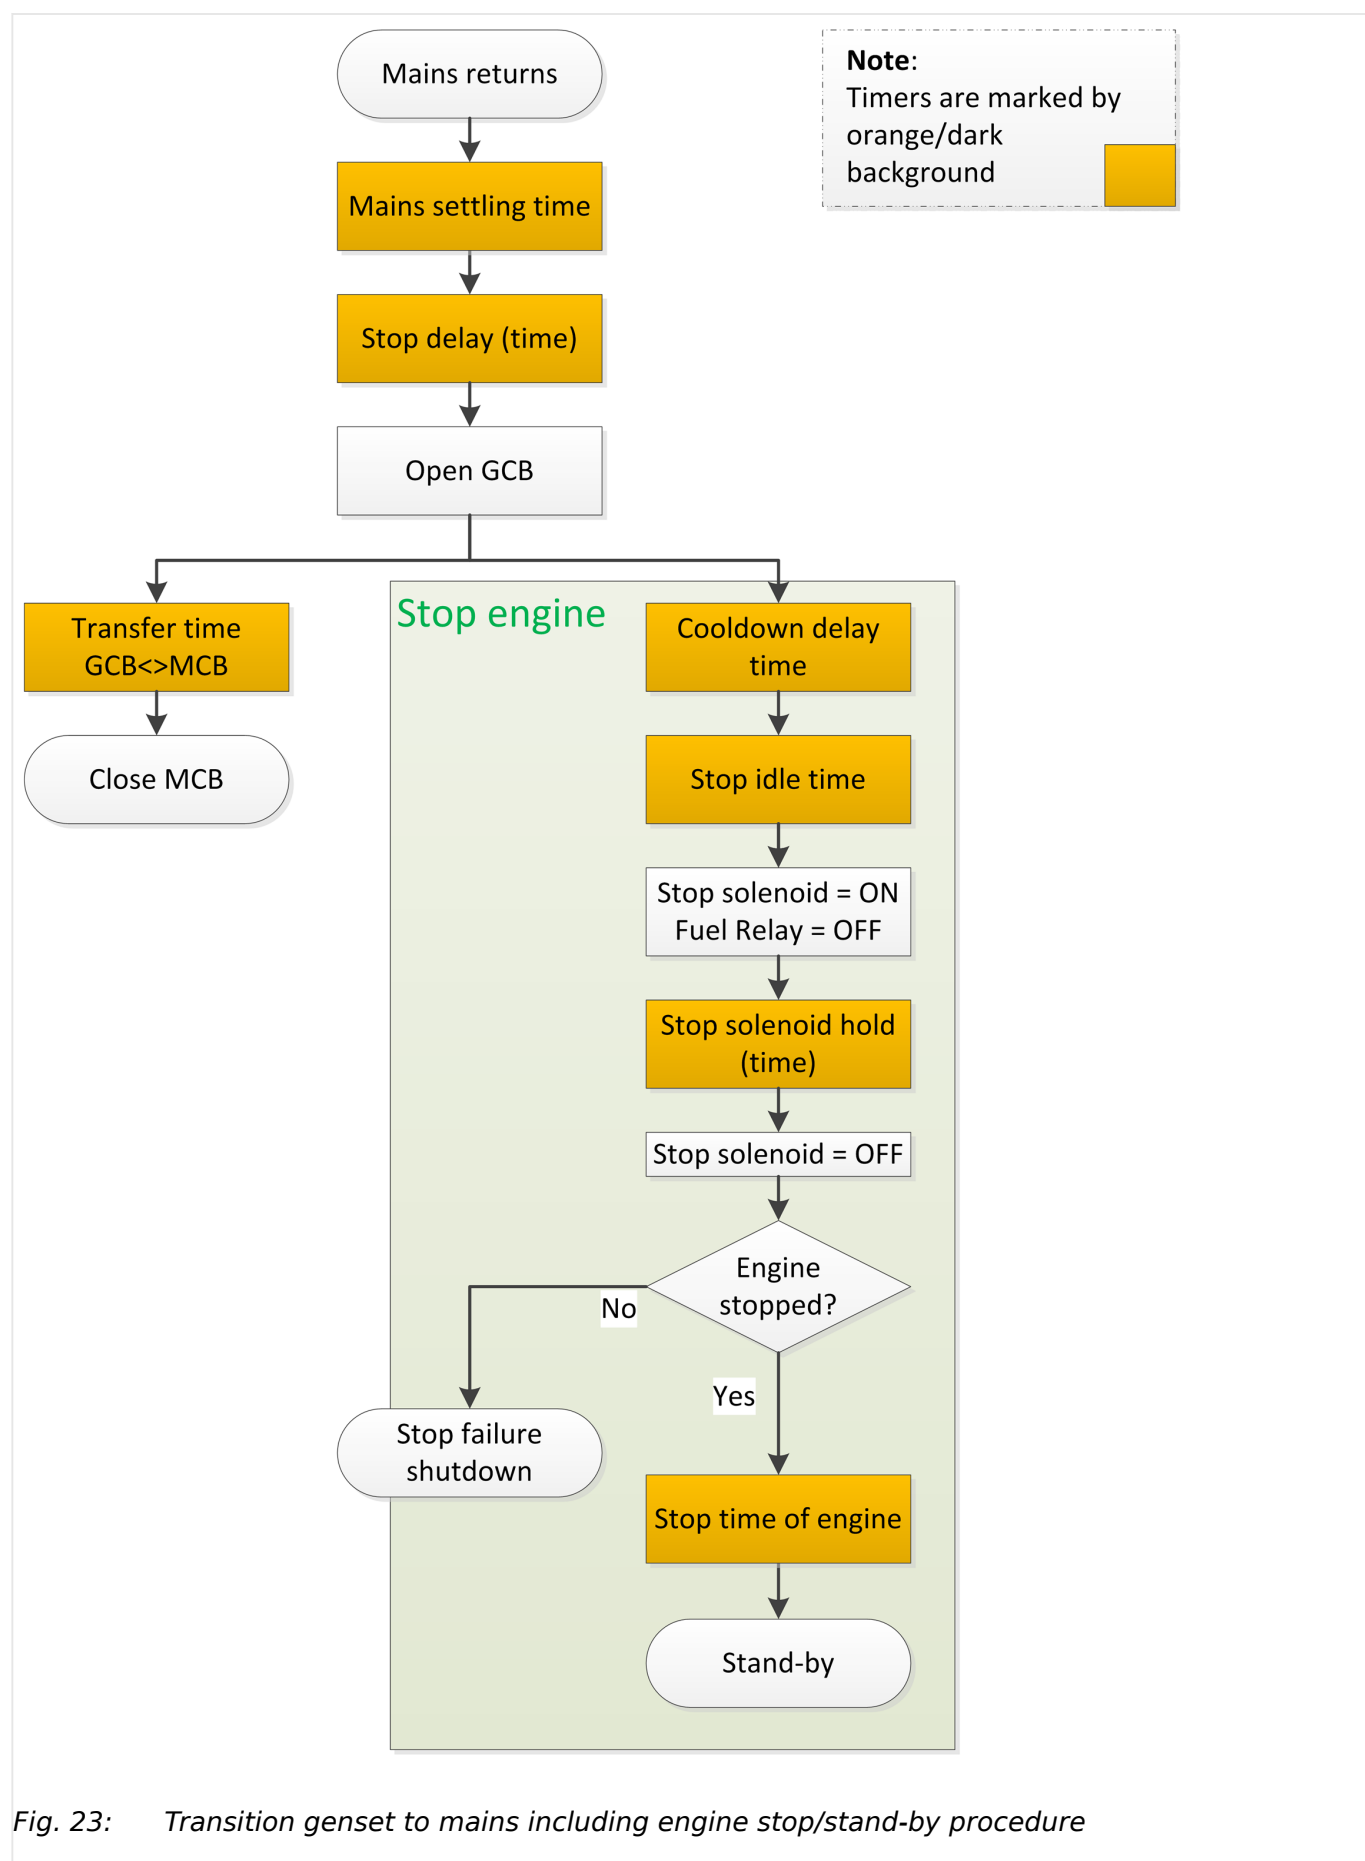 Mains returns
Note:
Timers are marked by
orange/dark
background
Mains settling time
Stop delay (time)
Open GCB
Transfer time
GCB<>MCB
Close MCB
Stop engine
Cooldown delay
time
Stop idle time
Stop solenoid = ON
Fuel Relay = OFF
Stop solenoid hold
(time)
Stop solenoid = OFF
Engine
stopped?
No
Yes
Stop failure
shutdown
Stop time of engine
Stand-by
Fig. 23: Transition genset to mains including engine stop/stand-by procedure